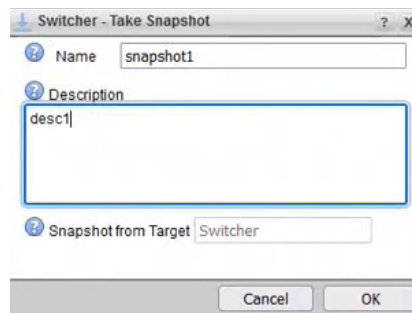 Switcher - Take Snapshot ? X
Name snapshot1
Description
desc1
Snapshot from Target Switcher
Cancel OK